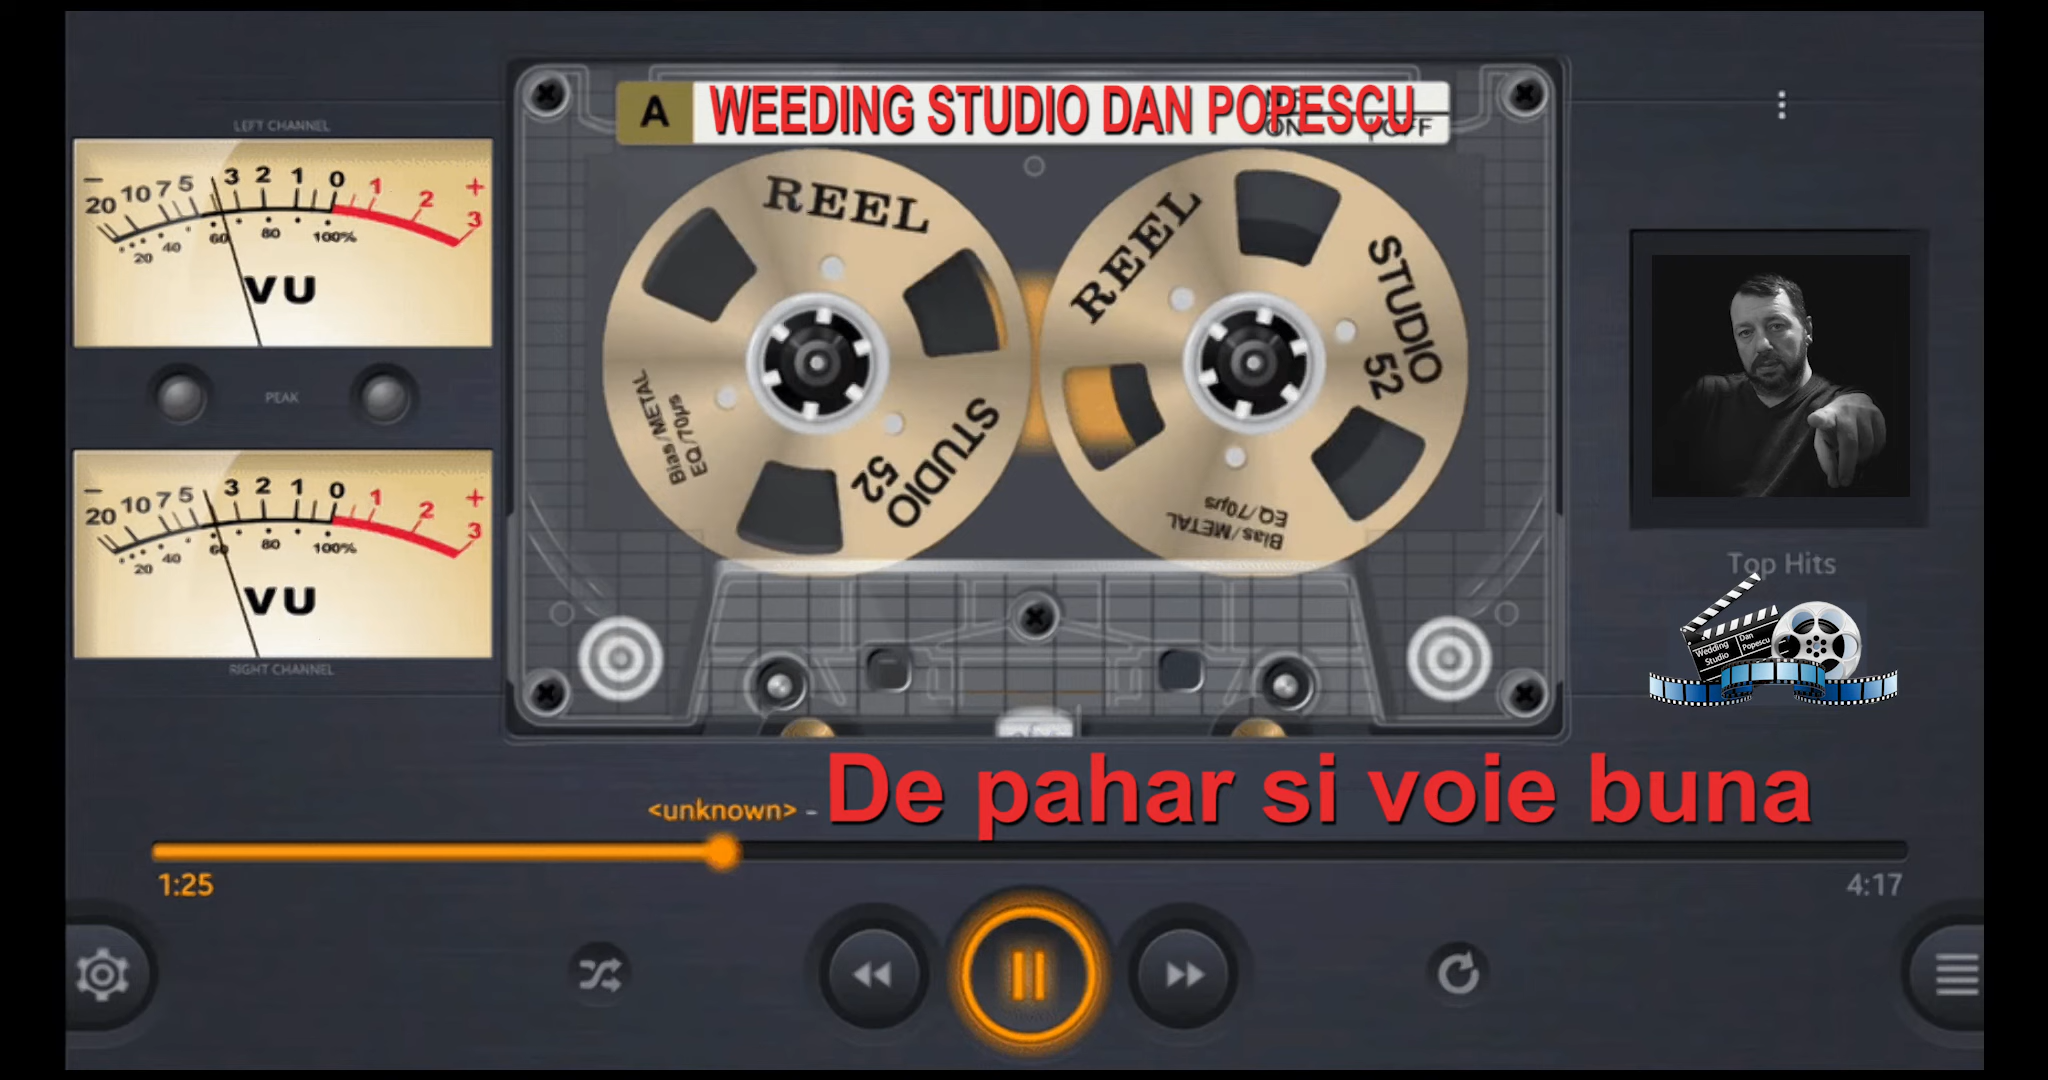 LEFT CHANNEL
- 20 10 7 5 3 2 1 0 1 2 3 +
20 40 60 80 100%
VU
PEAK
- 20 10 7 5 3 2 1 0 1 2 3 +
20 40 60 80 100%
VU
RIGHT CHANNEL
A WEEDING STUDIO DAN POPESCU
ON OFF
REEL
STUDIO
52
Bias/METAL
EQ/70µs
REEL
STUDIO
52
Bias/METAL
EQ/70µs
Top Hits
Wedding
Studio
Dan
Popescu
<unknown> - De pahar si voie buna
1:25
4:17